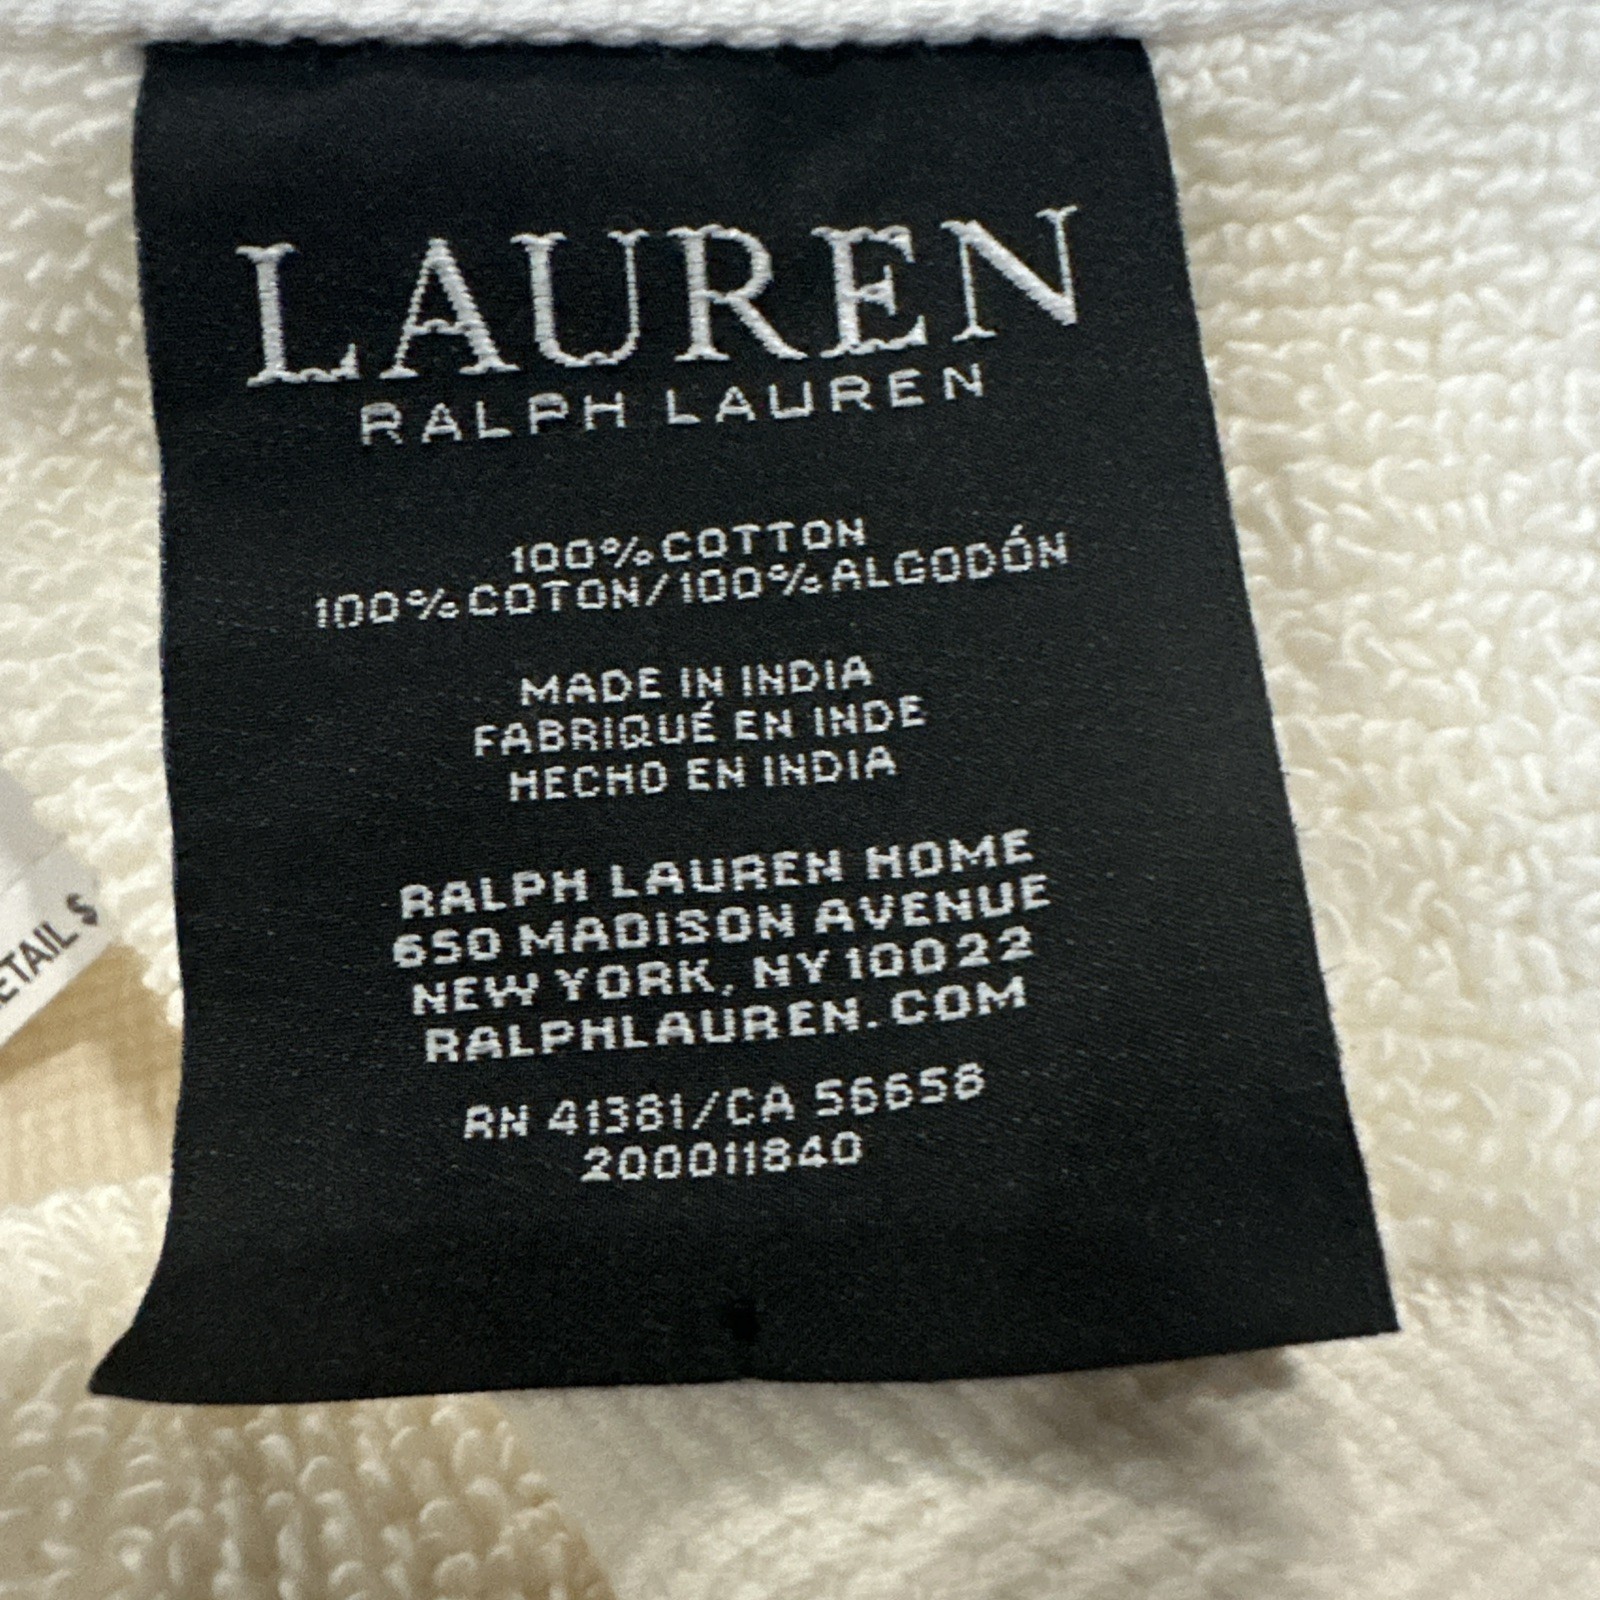 LAUREN
RALPH LAUREN
100% COTTON
100% COTON/100% ALGODÓN
MADE IN INDIA
FABRIQUÉ EN INDE
HECHO EN INDIA
RALPH LAUREN HOME
650 MADISON AVENUE
NEW YORK, NY 10022
RALPHLAUREN.COM
RN 41381/CA 56658
200011840
ETAIL $